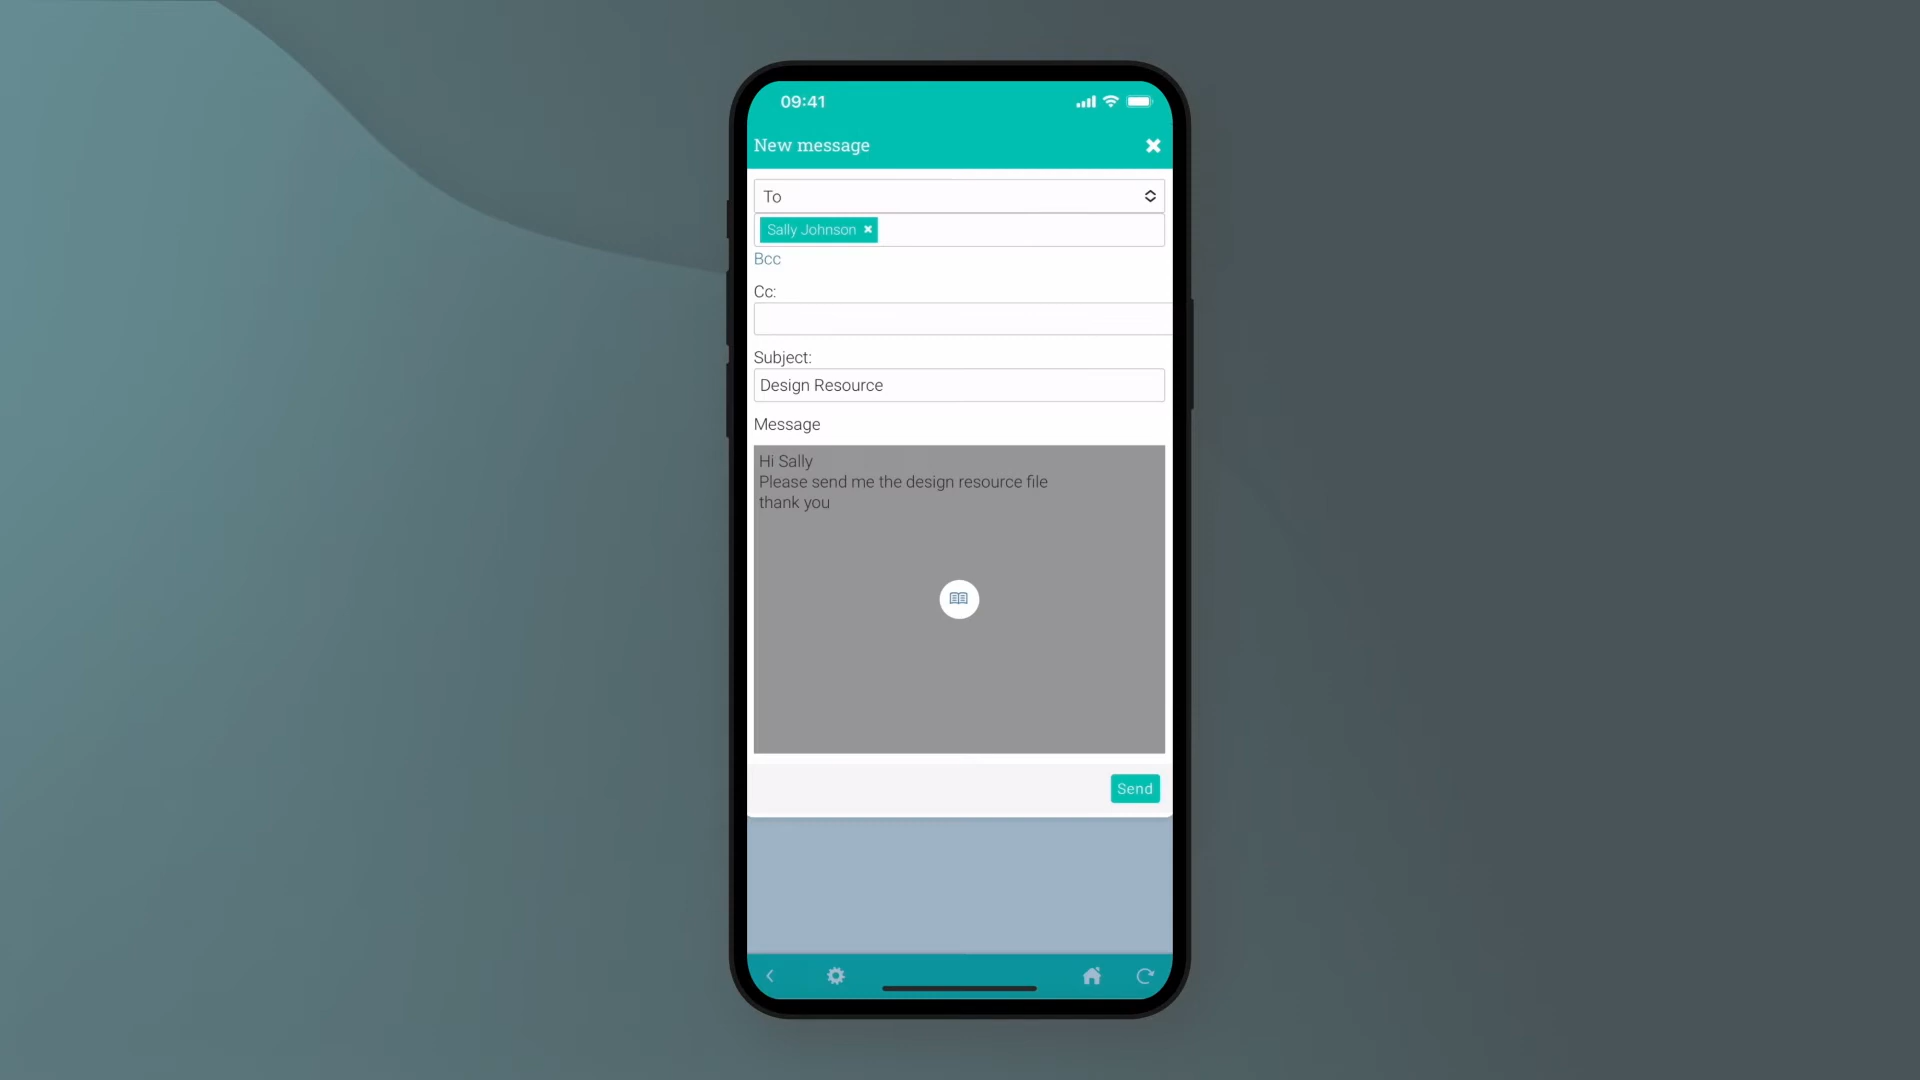 09:41
New message
To
Sally Johnson
Bcc
Cc:
Subject:
Design Resource
Message
Hi Sally
Please send me the design resource file
thank you
Send